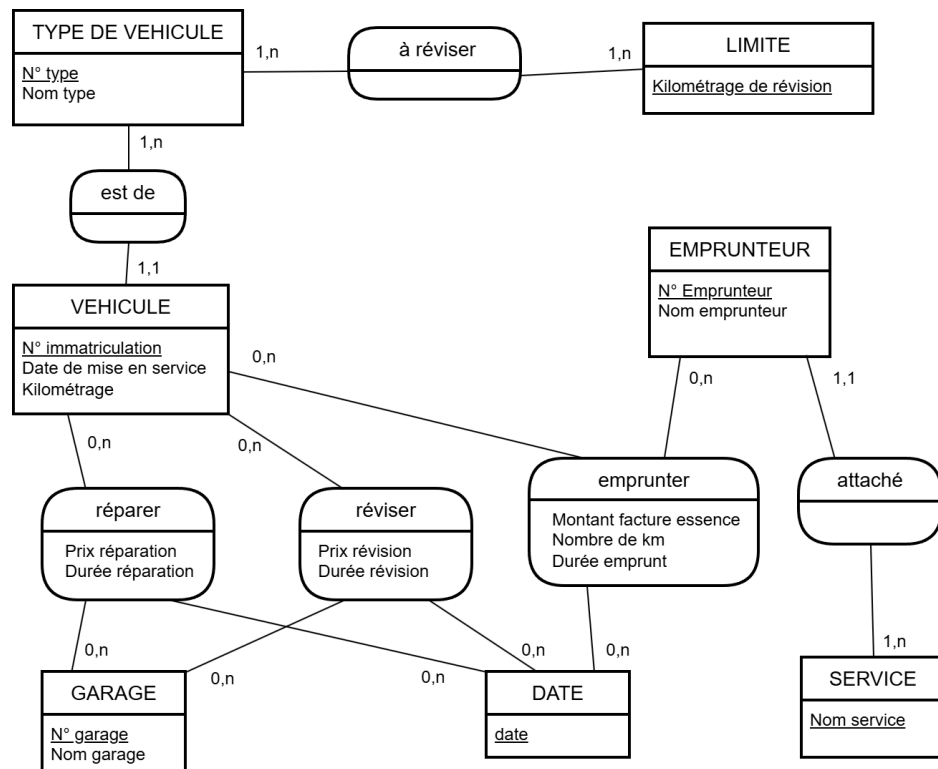 TYPE DE VEHICULE
N° type
Nom type
1,n
à réviser
1,n
LIMITE
Kilométrage de révision
1,n
est de
1,1
VEHICULE
N° immatriculation
Date de mise en service
Kilométrage
EMPRUNTEUR
N° Emprunteur
Nom emprunteur
0,n
0,n
1,1
0,n
0,n
réparer
Prix réparation
Durée réparation
réviser
Prix révision
Durée révision
emprunter
Montant facture essence
Nombre de km
Durée emprunt
attaché
0,n
0,n
0,n
0,n
0,n
1,n
GARAGE
N° garage
Nom garage
DATE
date
SERVICE
Nom service